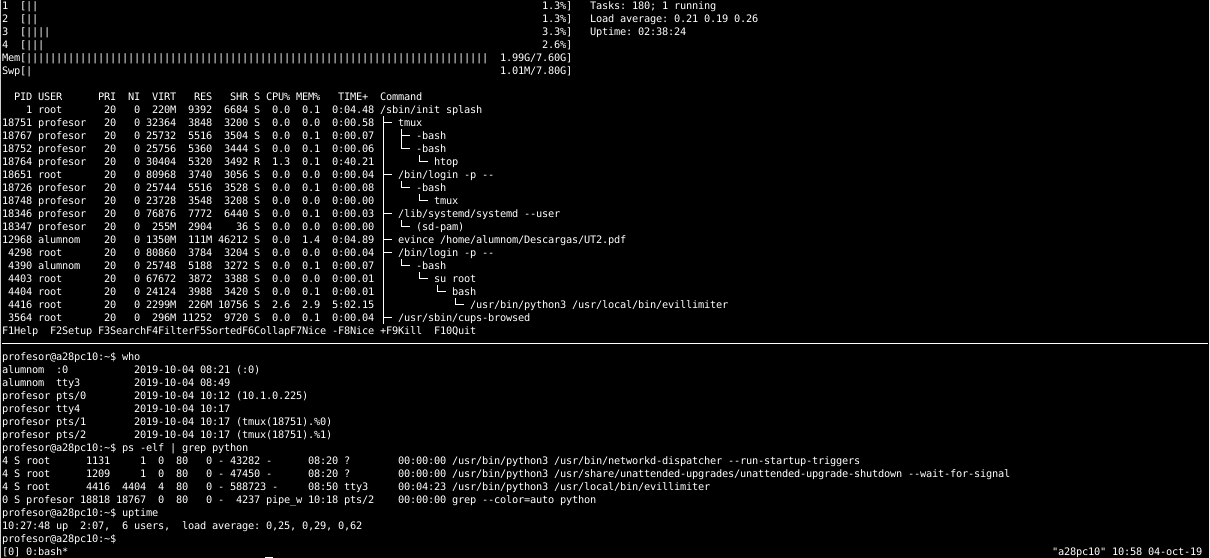 1 [|| 1.3%] Tasks: 180; 1 running
2 [|| 1.3%] Load average: 0.21 0.19 0.26
3 [|||| 3.3%] Uptime: 02:38:24
4 [||| 2.6%]
Mem[||||||||||||||||||||||||||||||||||||||||||||||||||||||||||||||||||||||||||||| 1.99G/7.60G]
Swp[| 1.01M/7.80G]
PID USER PRI NI VIRT RES SHR S CPU% MEM% TIME+ Command
1 root 20 0 220M 9392 6684 S 0.0 0.1 0:04.48 /sbin/init splash
18751 profesor 20 0 32364 3848 3200 S 0.0 0.0 0:00.58 ├─ tmux
18767 profesor 20 0 25732 5516 3504 S 0.0 0.1 0:00.07 │ ├─ -bash
18752 profesor 20 0 25756 5360 3444 S 0.0 0.1 0:00.06 │ └─ -bash
18764 profesor 20 0 30404 5320 3492 R 1.3 0.1 0:40.21 │ └─ htop
18651 root 20 0 80968 3740 3056 S 0.0 0.0 0:00.04 ├─ /bin/login -p --
18726 profesor 20 0 25744 5516 3528 S 0.0 0.1 0:00.08 │ └─ -bash
18748 profesor 20 0 23728 3548 3208 S 0.0 0.0 0:00.00 │ └─ tmux
18346 profesor 20 0 76876 7772 6440 S 0.0 0.1 0:00.03 ├─ /lib/systemd/systemd --user
18347 profesor 20 0 255M 2904 36 S 0.0 0.0 0:00.00 │ └─ (sd-pam)
12968 alumnom 20 0 1350M 111M 46212 S 0.0 1.4 0:04.89 ├─ evince /home/alumnom/Descargas/UT2.pdf
4298 root 20 0 80860 3784 3204 S 0.0 0.0 0:00.04 ├─ /bin/login -p --
4390 alumnom 20 0 25748 5188 3272 S 0.0 0.1 0:00.07 │ └─ -bash
4403 root 20 0 67672 3872 3388 S 0.0 0.0 0:00.01 │ └─ su root
4404 root 20 0 24124 3988 3420 S 0.0 0.1 0:00.01 │ └─ bash
4416 root 20 0 2299M 226M 10756 S 2.6 2.9 5:02.15 │ └─ /usr/bin/python3 /usr/local/bin/evillimiter
3564 root 20 0 296M 11252 9720 S 0.0 0.1 0:00.04 ├─ /usr/sbin/cups-browsed
F1Help F2Setup F3SearchF4FilterF5SortedF6CollapF7Nice -F8Nice +F9Kill F10Quit
profesor@a28pc10:~$ who
alumnom :0 2019-10-04 08:21 (:0)
alumnom tty3 2019-10-04 08:49
profesor pts/0 2019-10-04 10:12 (10.1.0.225)
profesor tty4 2019-10-04 10:17
profesor pts/1 2019-10-04 10:17 (tmux(18751).%0)
profesor pts/2 2019-10-04 10:17 (tmux(18751).%1)
profesor@a28pc10:~$ ps -elf | grep python
4 S root 1131 1 0 80 0 - 43282 - 08:20 ? 00:00:00 /usr/bin/python3 /usr/bin/networkd-dispatcher --run-startup-triggers
4 S root 1209 1 0 80 0 - 47450 - 08:20 ? 00:00:00 /usr/bin/python3 /usr/share/unattended-upgrades/unattended-upgrade-shutdown --wait-for-signal
4 S root 4416 4404 4 80 0 - 588723 - 08:50 tty3 00:04:23 /usr/bin/python3 /usr/local/bin/evillimiter
0 S profesor 18818 18767 0 80 0 - 4237 pipe_w 10:18 pts/2 00:00:00 grep --color=auto python
profesor@a28pc10:~$ uptime
10:27:48 up 2:07, 6 users, load average: 0,25, 0,29, 0,62
profesor@a28pc10:~$
[0] 0:bash* "a28pc10" 10:58 04-oct-19